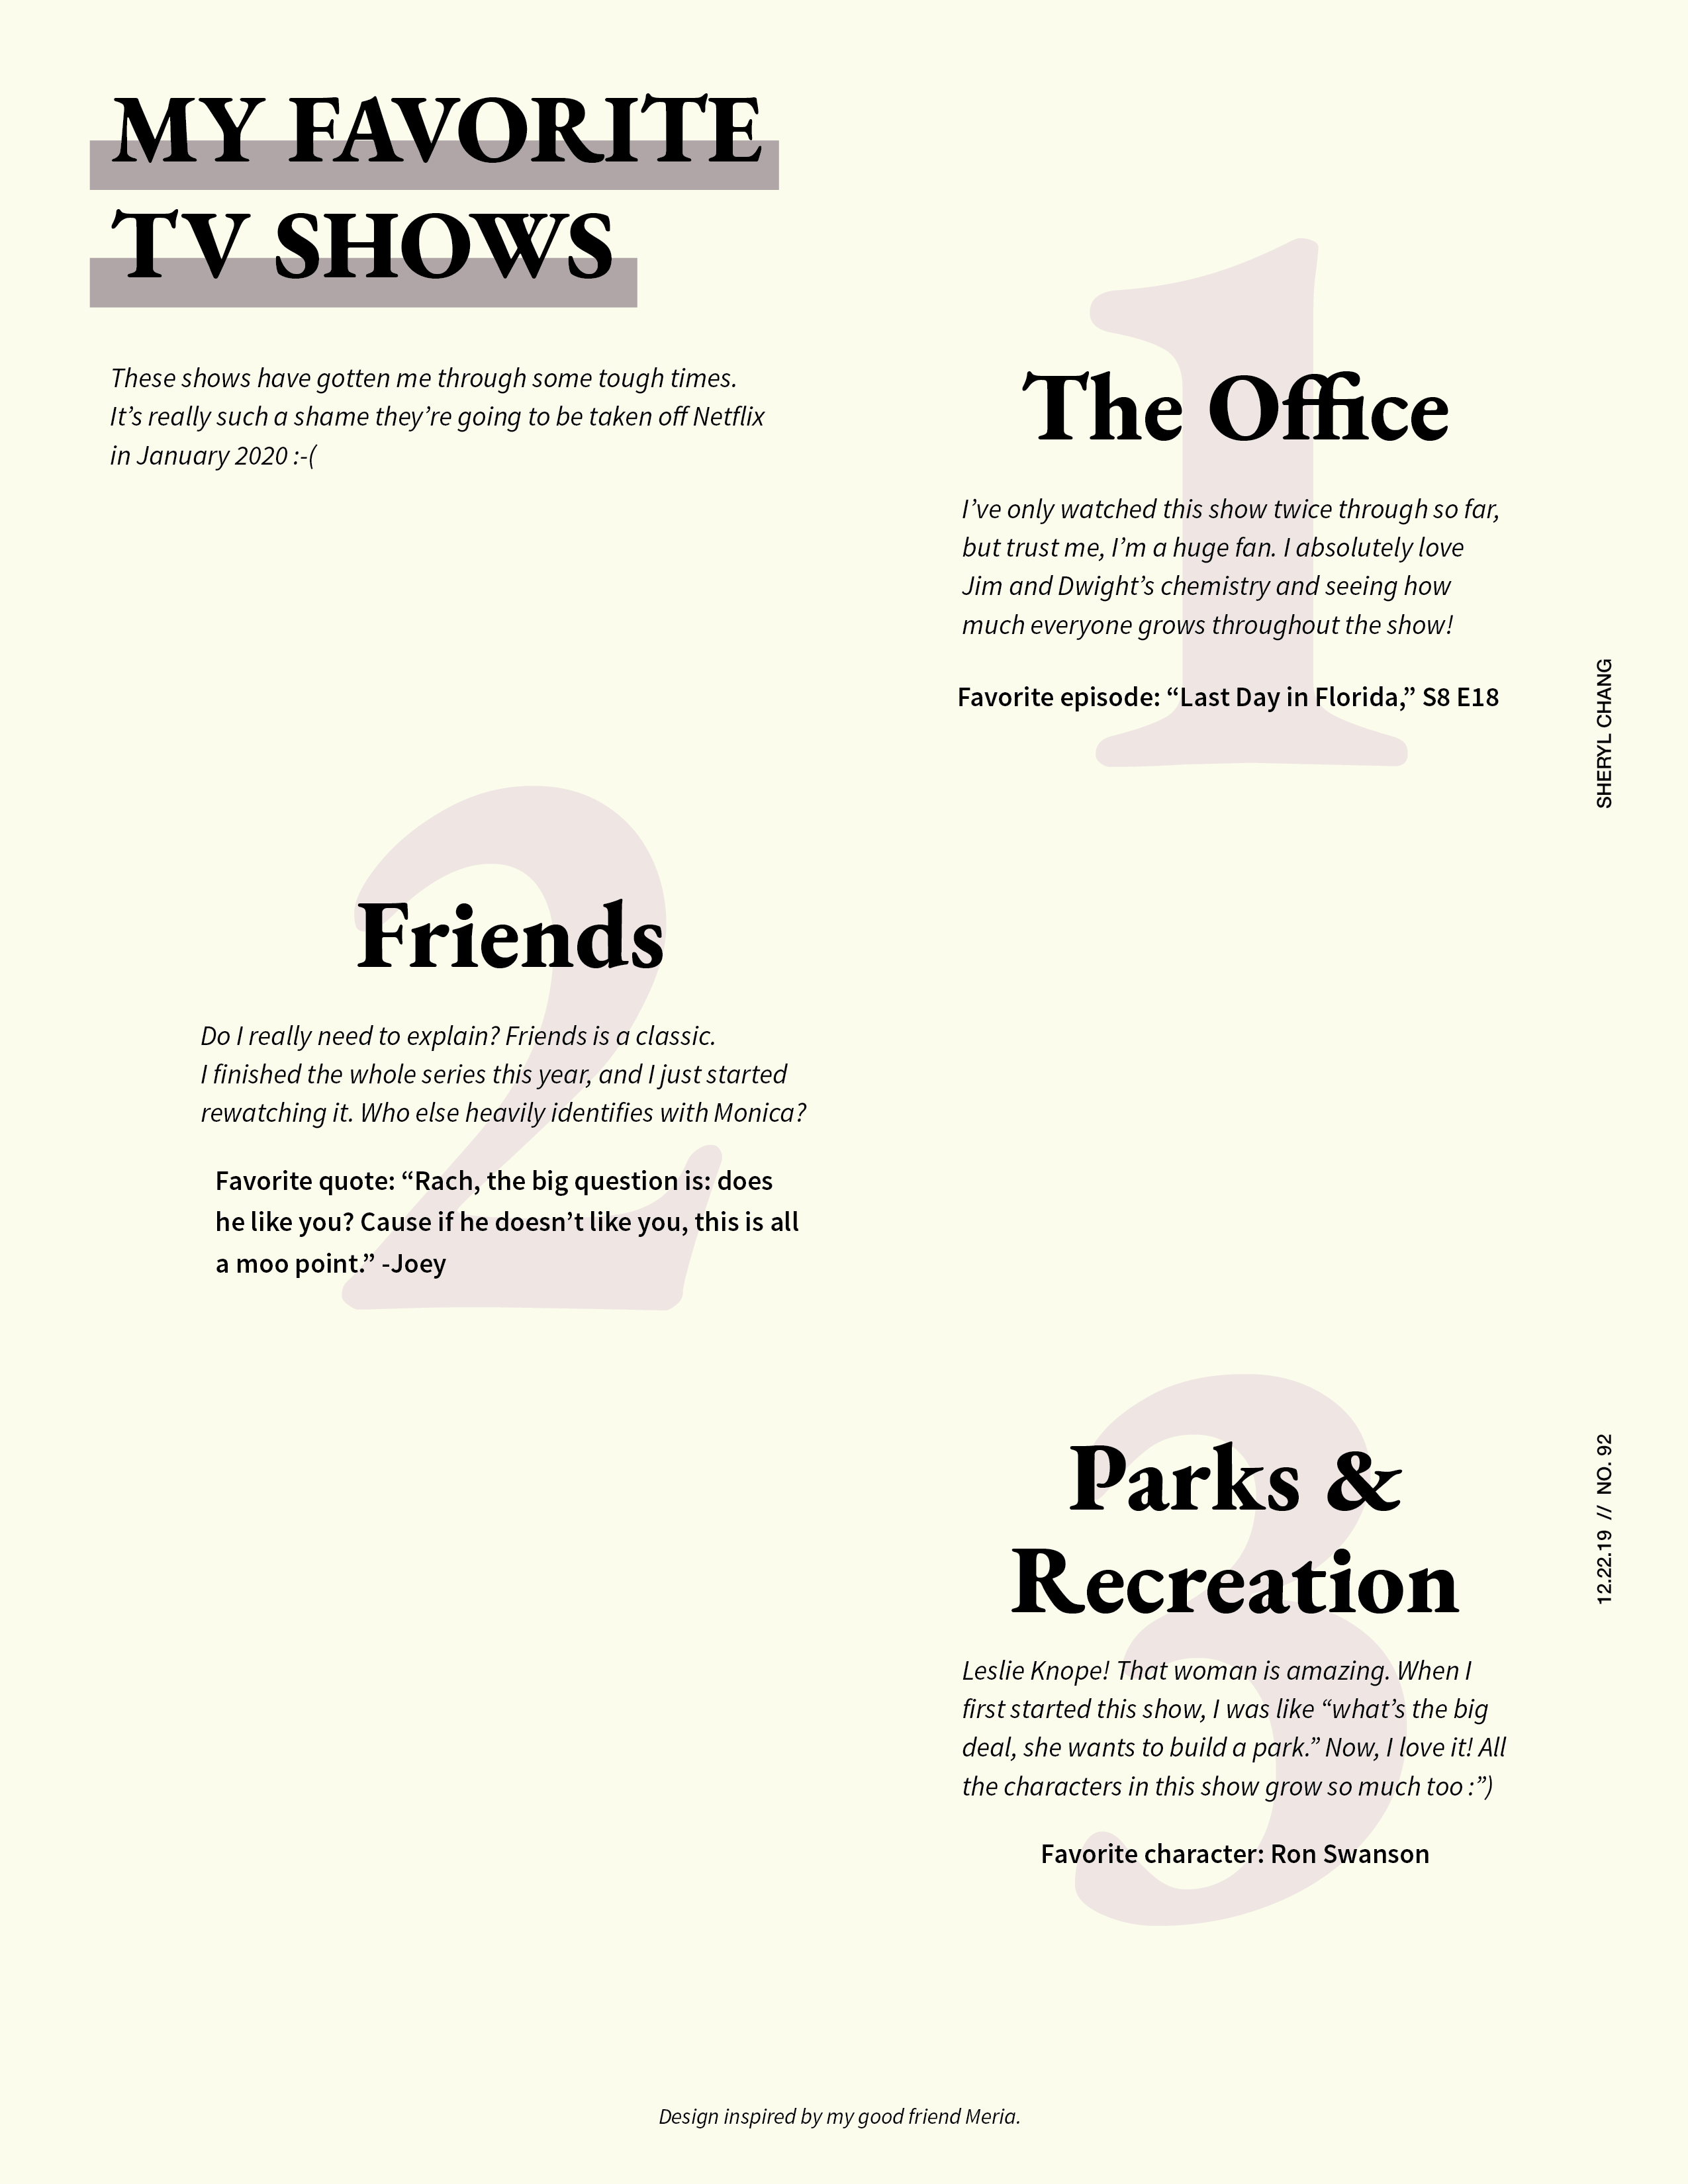 MY FAVORITE
TV SHOWS
These shows have gotten me through some tough times.
It’s really such a shame they’re going to be taken off Netflix
in January 2020 :-(
1
The Office
I’ve only watched this show twice through so far,
but trust me, I’m a huge fan. I absolutely love
Jim and Dwight’s chemistry and seeing how
much everyone grows throughout the show!
Favorite episode: “Last Day in Florida,” S8 E18
SHERYL CHANG
2
Friends
Do I really need to explain? Friends is a classic.
I finished the whole series this year, and I just started
rewatching it. Who else heavily identifies with Monica?
Favorite quote: “Rach, the big question is: does
he like you? Cause if he doesn’t like you, this is all
a moo point.” -Joey
3
Parks &
Recreation
Leslie Knope! That woman is amazing. When I
first started this show, I was like “what’s the big
deal, she wants to build a park.” Now, I love it! All
the characters in this show grow so much too :”)
Favorite character: Ron Swanson
12.22.19 // NO. 92
Design inspired by my good friend Meria.